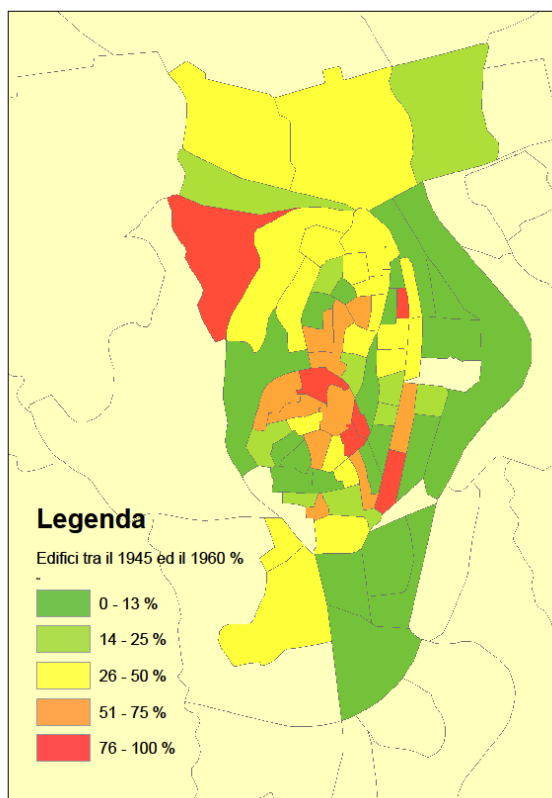 Legenda
Edifici tra il 1945 ed il 1960 %
-
0 - 13 %
14 - 25 %
26 - 50 %
51 - 75 %
76 - 100 %